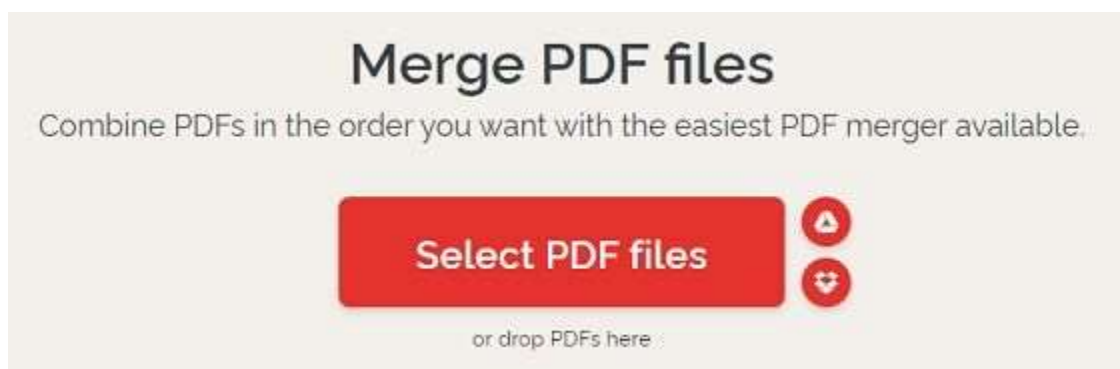 Merge PDF files
Combine PDFs in the order you want with the easiest PDF merger available.
Select PDF files
or drop PDFs here